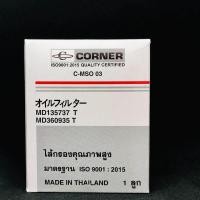 CORNER
ISO9001:2015 QUALITY CERTIFIED
C-MSO 03
オイルフィルター
MD135737 T
MD360935 T
ไส้กรองคุณภาพสูง
มาตรฐาน ISO 9001 : 2015
MADE IN THAILAND
1 ลูก